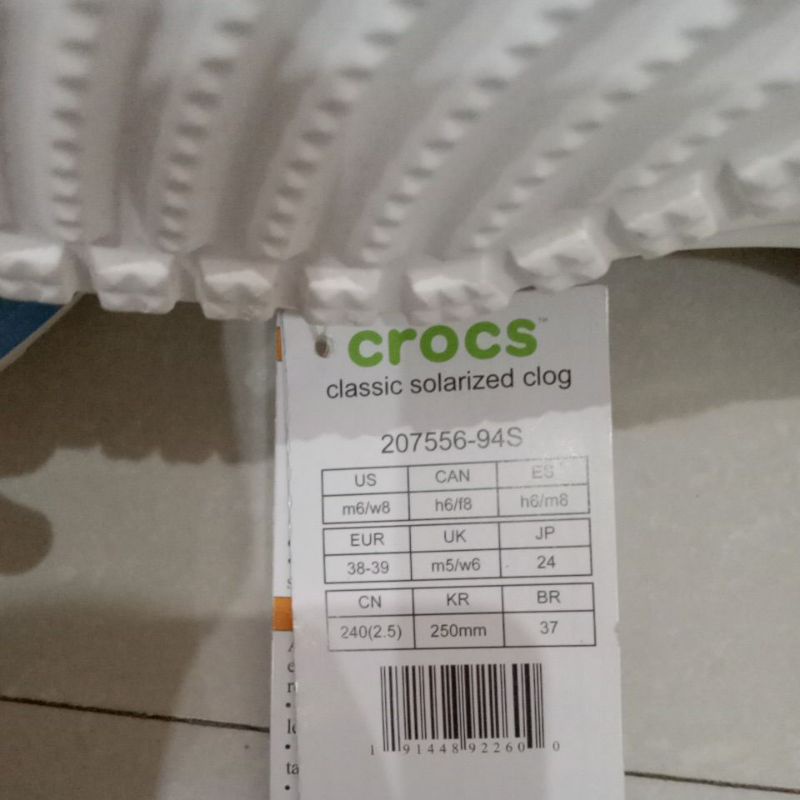 crocs™
classic solarized clog
207556-94S
US CAN ES
m6/w8 h6/f8 h6/m8
EUR UK JP
38-39 m5/w6 24
CN KR BR
240(2.5) 250mm 37
1 91448 92260 0